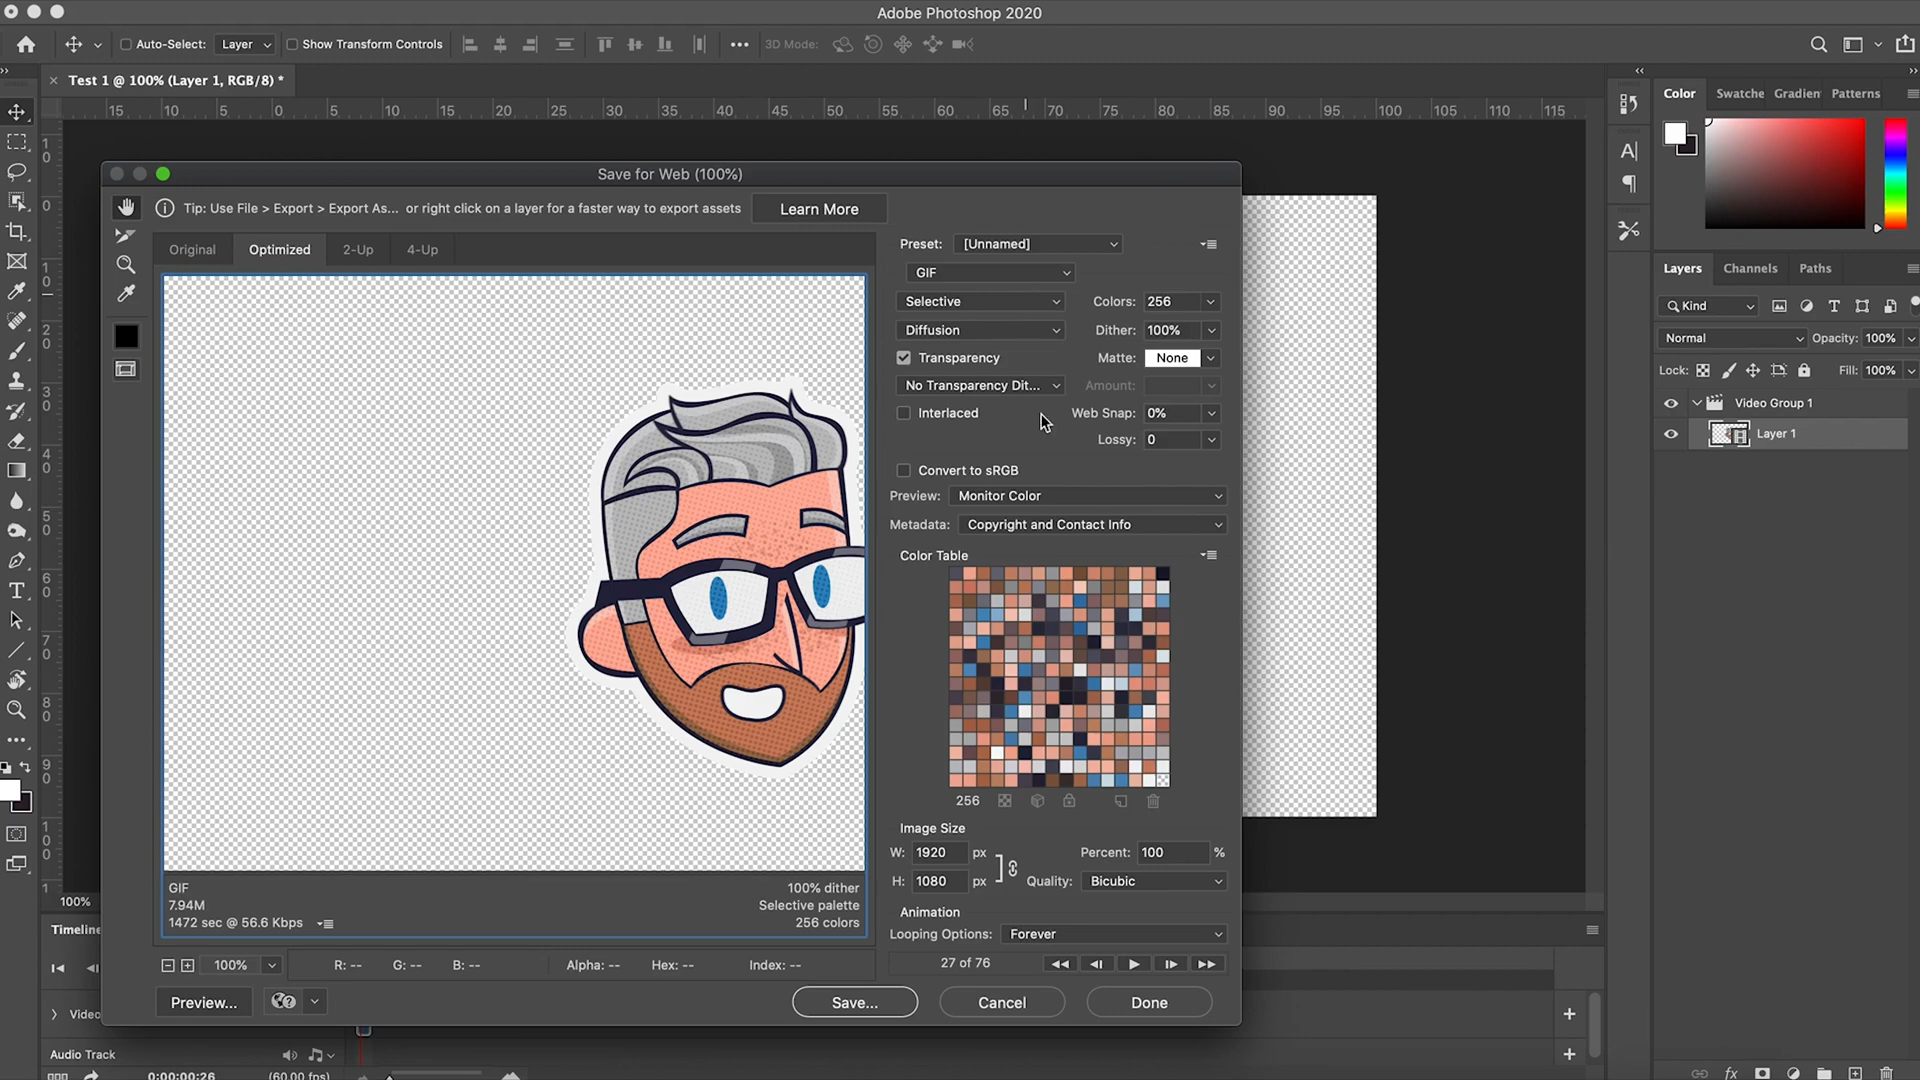 Adobe Photoshop 2020
Auto-Select: Layer Show Transform Controls 3D Mode:
Test 1 @ 100% (Layer 1, RGB/8) *
15 10 5 0 5 10 15 20 25 30 35 40 45 50 55 60 65 70 75 80 85 90 95 100 105 110 115
Color Swatche Gradien Patterns
Save for Web (100%)
Tip: Use File > Export > Export As... or right click on a layer for a faster way to export assets Learn More
Original Optimized 2-Up 4-Up
Preset: [Unnamed]
GIF
Selective Colors: 256
Diffusion Dither: 100%
Transparency Matte: None
No Transparency Dit... Amount:
Interlaced Web Snap: 0%
Lossy: 0
Convert to sRGB
Preview: Monitor Color
Metadata: Copyright and Contact Info
Color Table
256
Image Size
W: 1920 px Percent: 100 %
H: 1080 px Quality: Bicubic
Animation
Looping Options: Forever
27 of 76
GIF 100% dither
7.94M Selective palette
1472 sec @ 56.6 Kbps 256 colors
100% R: -- G: -- B: -- Alpha: -- Hex: -- Index: --
Preview... Save... Cancel Done
Layers Channels Paths
Kind
Normal Opacity: 100%
Lock: Fill: 100%
Video Group 1
Layer 1
100%
Timeline
Video
Audio Track
0:00:00:26 (60.00 fps)